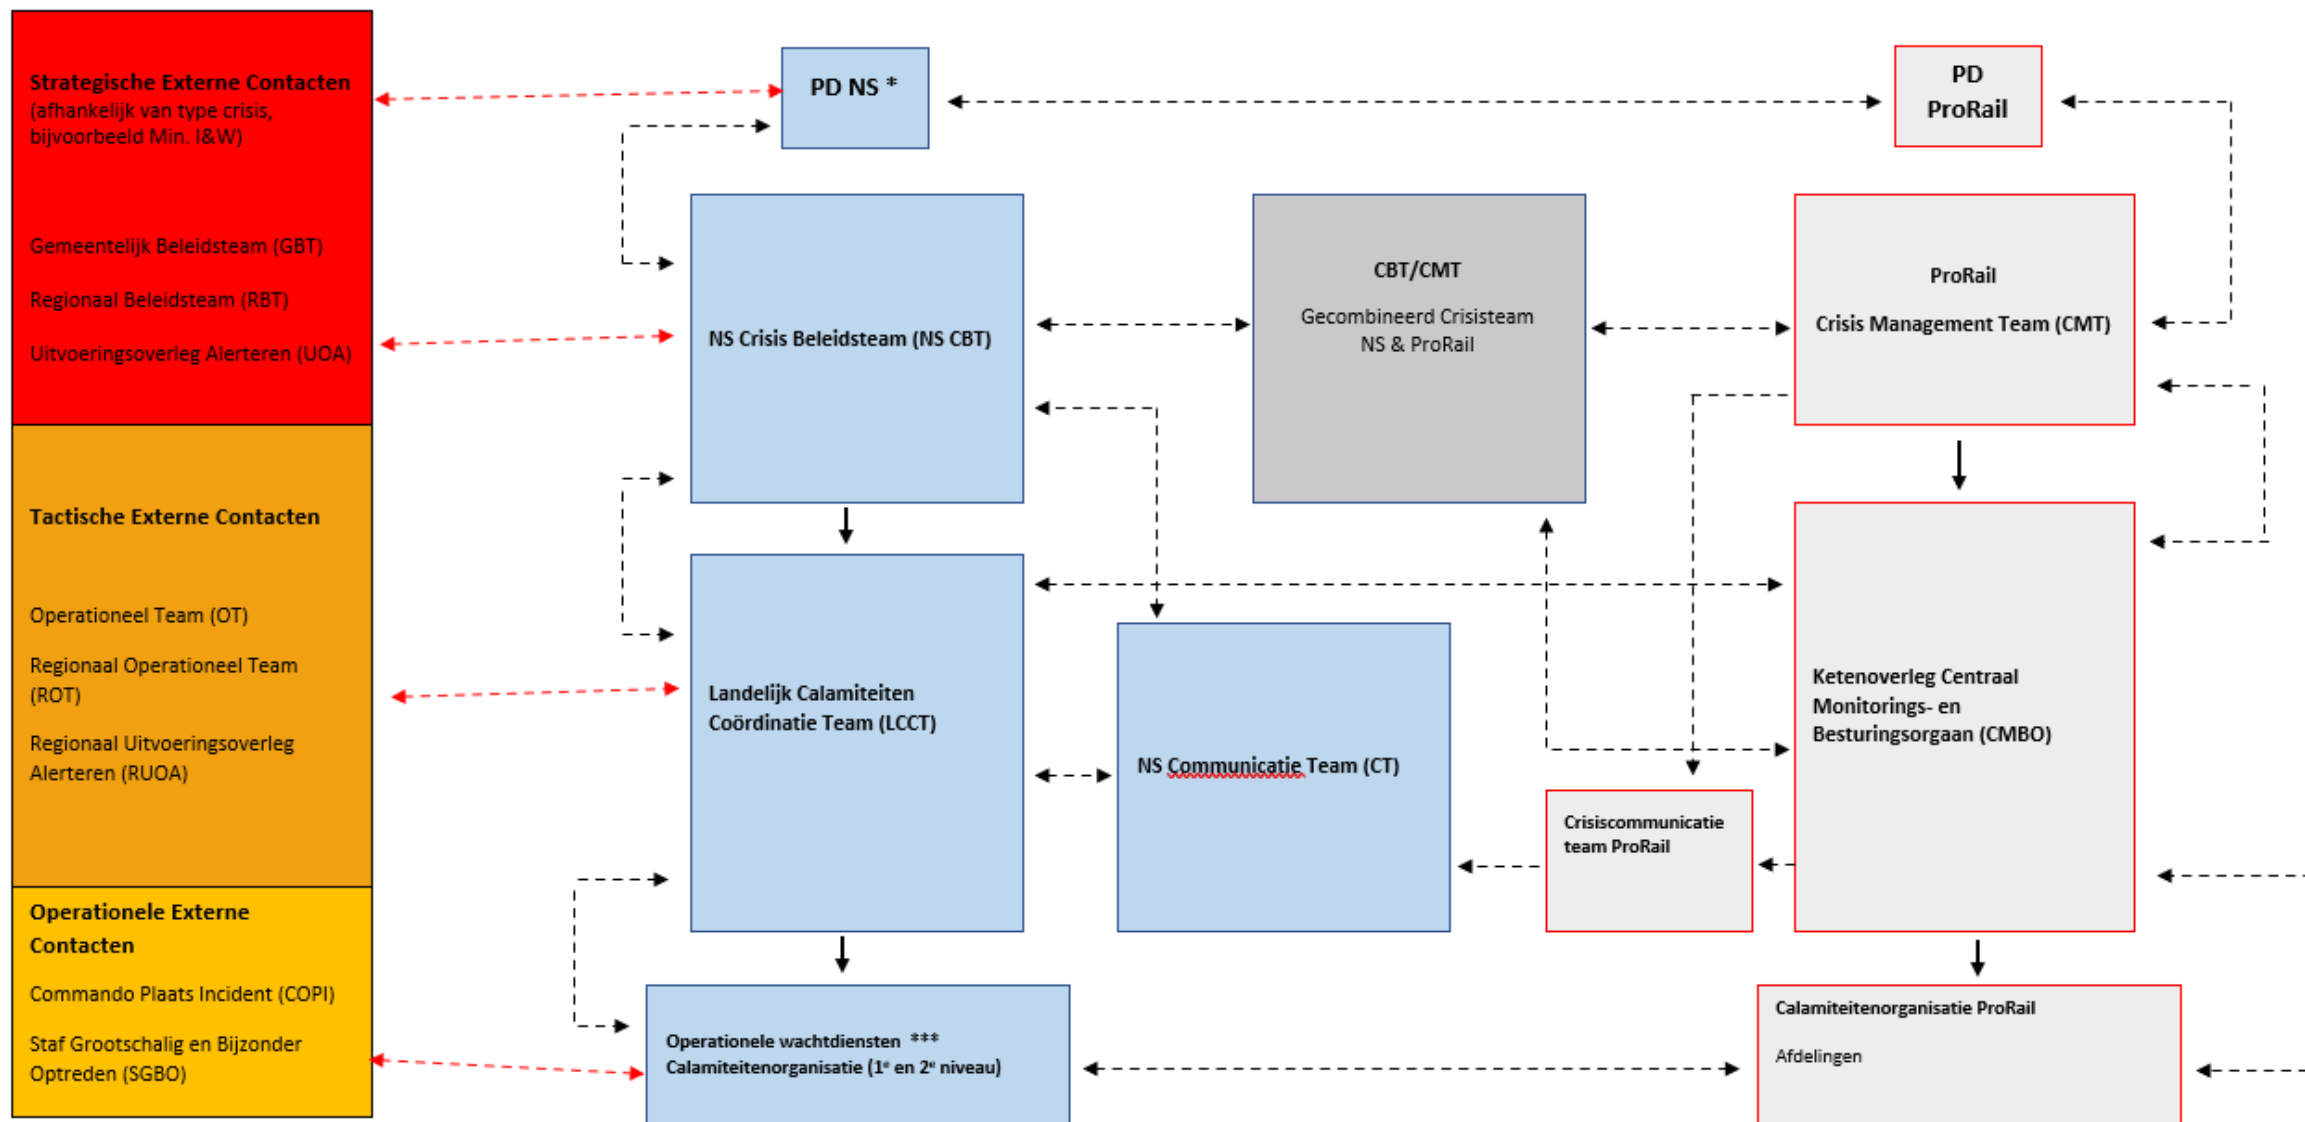 Strategische Externe Contacten
(afhankelijk van type crisis,
bijvoorbeeld Min. I&W)
Gemeentelijk Beleidsteam (GBT)
Regionaal Beleidsteam (RBT)
Uitvoeringsoverleg Alerteren (UOA)
Tactische Externe Contacten
Operationeel Team (OT)
Regionaal Operationeel Team
(ROT)
Regionaal Uitvoeringsoverleg
Alerteren (RUOA)
Operationele Externe
Contacten
Commando Plaats Incident (COPI)
Staf Grootschalig en Bijzonder
Optreden (SGBO)
PD NS *
NS Crisis Beleidsteam (NS CBT)
Landelijk Calamiteiten
Coördinatie Team (LCCT)
Operationele wachtdiensten ***
Calamiteitenorganisatie (1e en 2e niveau)
CBT/CMT
Gecombineerd Crisisteam
NS & ProRail
NS Communicatie Team (CT)
Crisiscommunicatie
team ProRail
PD
ProRail
ProRail
Crisis Management Team (CMT)
Ketenoverleg Centraal
Monitorings- en
Besturingsorgaan (CMBO)
Calamiteitenorganisatie ProRail
Afdelingen